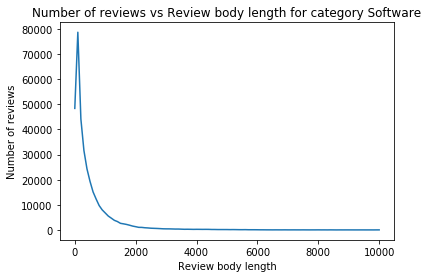 Number of reviews vs Review body length for category Software
80000
70000
60000
50000
40000
30000
20000
10000
0
Number of reviews
0 2000 4000 6000 8000 10000
Review body length